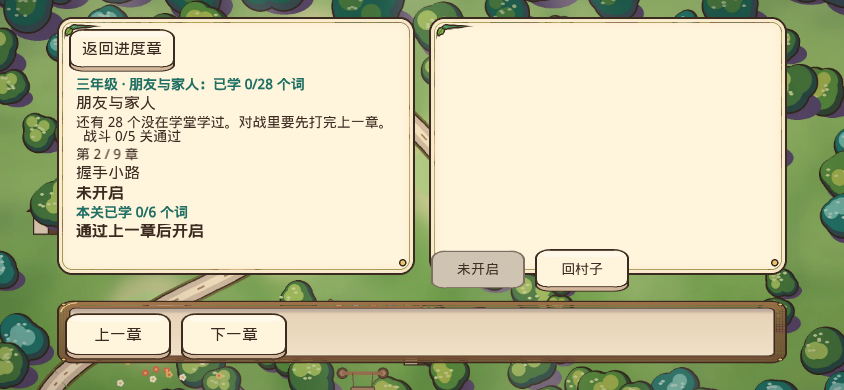 返回进度章
三年级 · 朋友与家人：已学 0/28 个词
朋友与家人
还有 28 个没在学堂学过。对战里要先打完上一章。
战斗 0/5 关通过
第 2 / 9 章
握手小路
未开启
本关已学 0/6 个词
通过上一章后开启
未开启
回村子
上一章
下一章